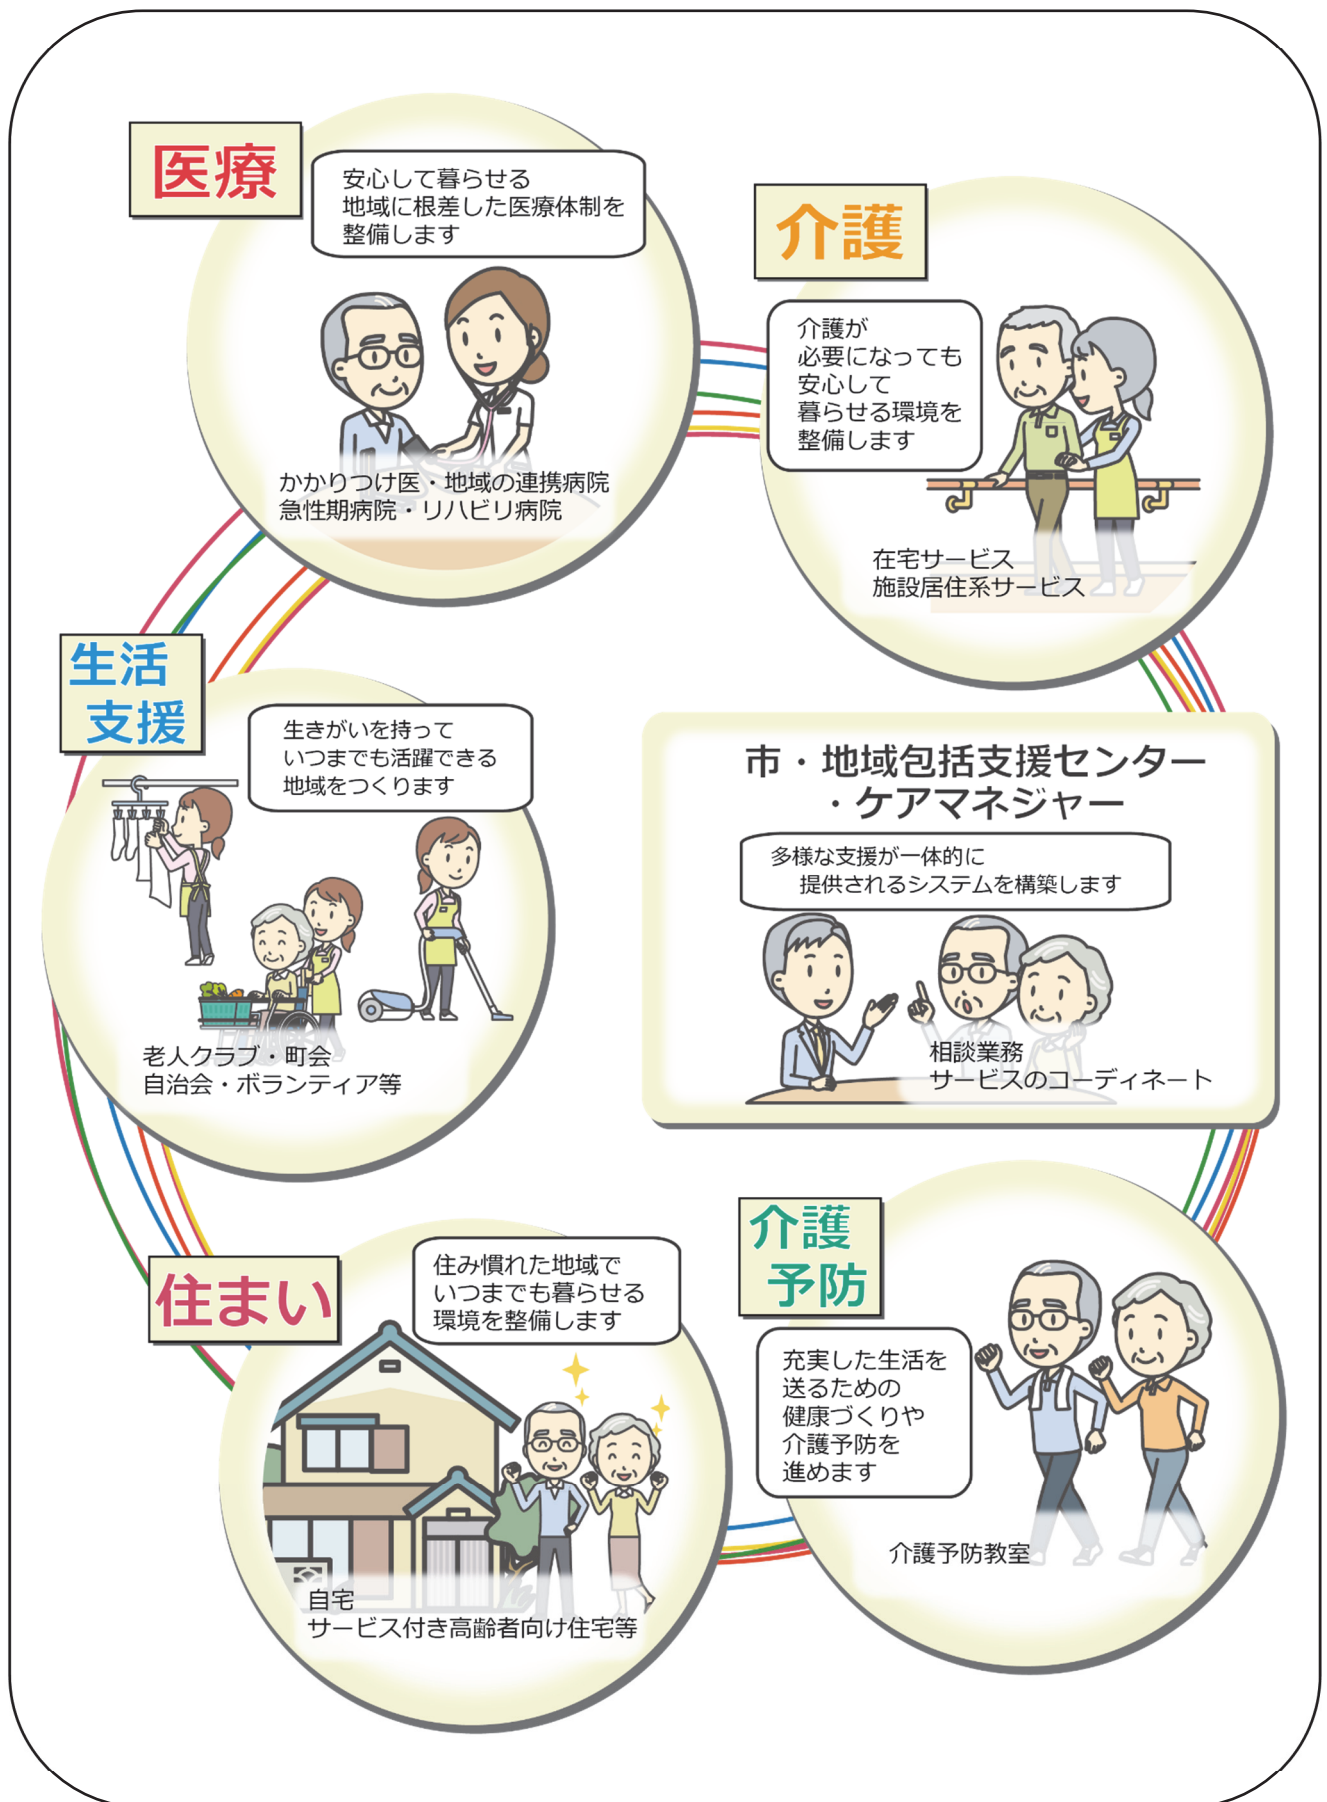 医療
安心して暮らせる
地域に根差した医療体制を
整備します
かかりつけ医・地域の連携病院
急性期病院・リハビリ病院
介護
介護が
必要になっても
安心して
暮らせる環境を
整備します
在宅サービス
施設居住系サービス
生活
支援
生きがいを持って
いつまでも活躍できる
地域をつくります
老人クラブ・町会
自治会・ボランティア等
市・地域包括支援センター
・ケアマネジャー
多様な支援が一体的に
提供されるシステムを構築します
相談業務
サービスのコーディネート
住まい
住み慣れた地域で
いつまでも暮らせる
環境を整備します
自宅
サービス付き高齢者向け住宅等
介護
予防
充実した生活を
送るための
健康づくりや
介護予防を
進めます
介護予防教室